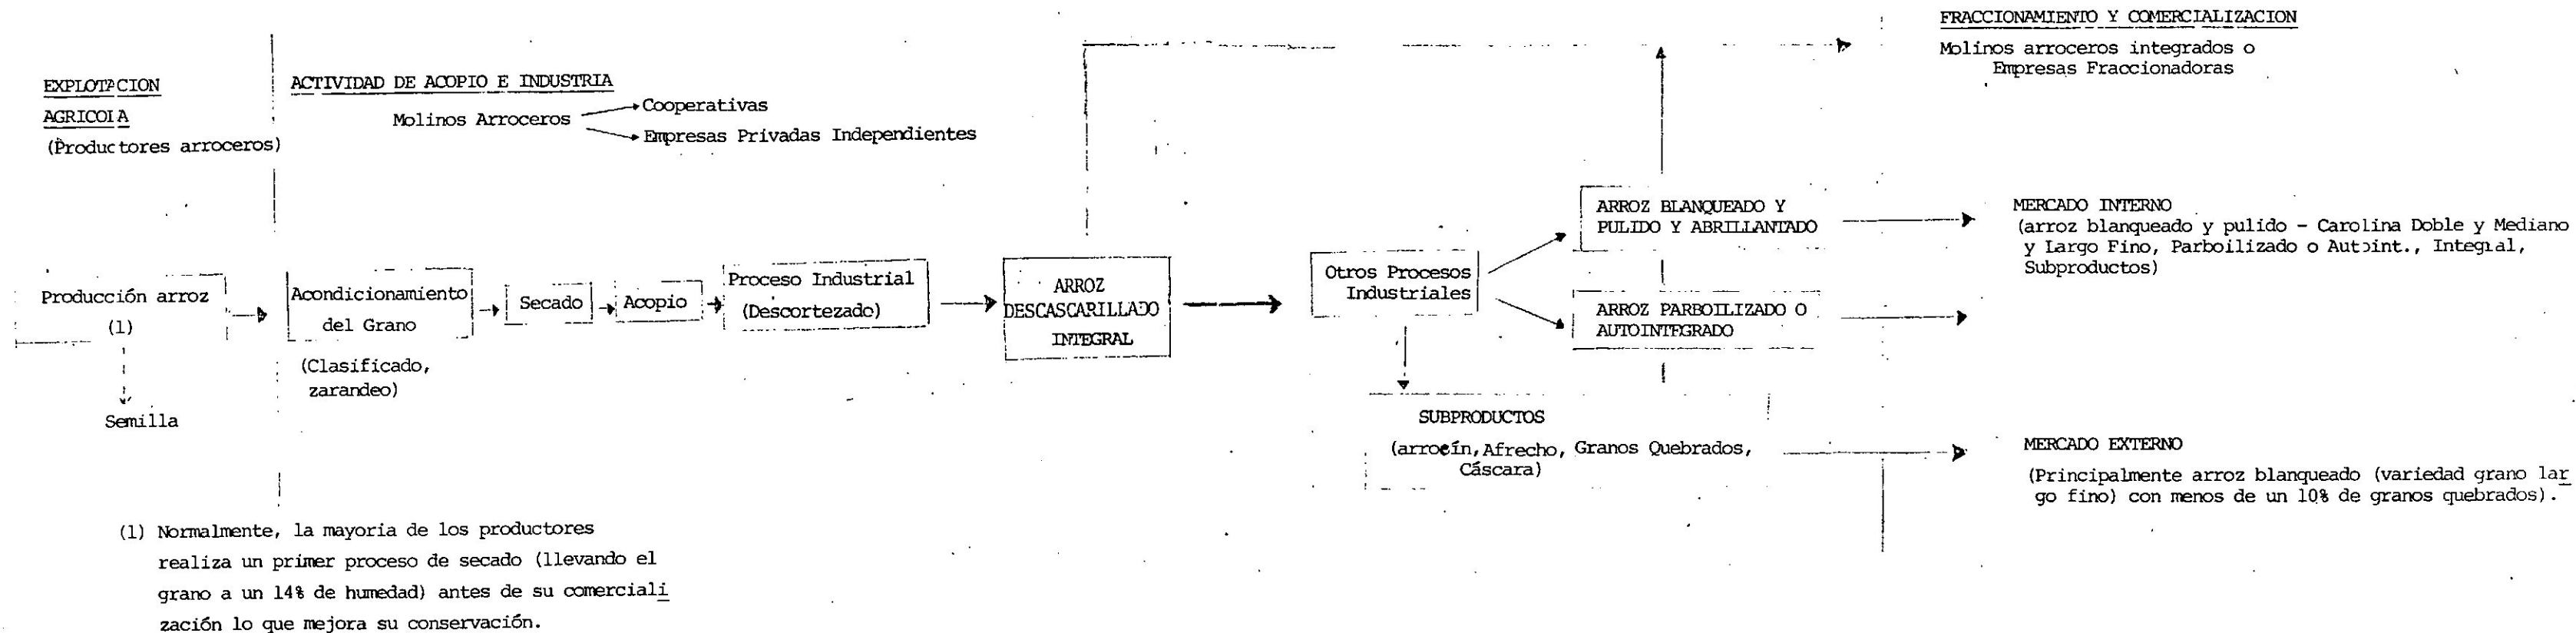 FRACCIONAMIENTO Y COMERCIALIZACION
Molinos arroceros integrados o
Empresas Fraccionadoras
EXPLOTACION
AGRICOLA
(Productores arroceros)
ACTIVIDAD DE ACOPIO E INDUSTRIA
Molinos Arroceros
Cooperativas
Empresas Privadas Independientes
Producción arroz
(1)
Semilla
Acondicionamiento
del Grano
(Clasificado,
zarandeo)
Secado
Acopio
Proceso Industrial
(Descortezado)
ARROZ
DESCASCARILLADO
INTEGRAL
Otros Procesos
Industriales
ARROZ BLANQUEADO Y
PULIDO Y ABRILLANTADO
ARROZ PARBOILIZADO O
AUTOINTEGRADO
SUBPRODUCTOS
(arrocín, Afrecho, Granos Quebrados,
Cáscara)
MERCADO INTERNO
(arroz blanqueado y pulido - Carolina Doble y Mediano
y Largo Fino, Parboilizado o Autoint., Integral,
Subproductos)
MERCADO EXTERNO
(Principalmente arroz blanqueado (variedad grano lar
go fino) con menos de un 10% de granos quebrados).
(1) Normalmente, la mayoria de los productores
realiza un primer proceso de secado (llevando el
grano a un 14% de humedad) antes de su comerciali
zación lo que mejora su conservación.